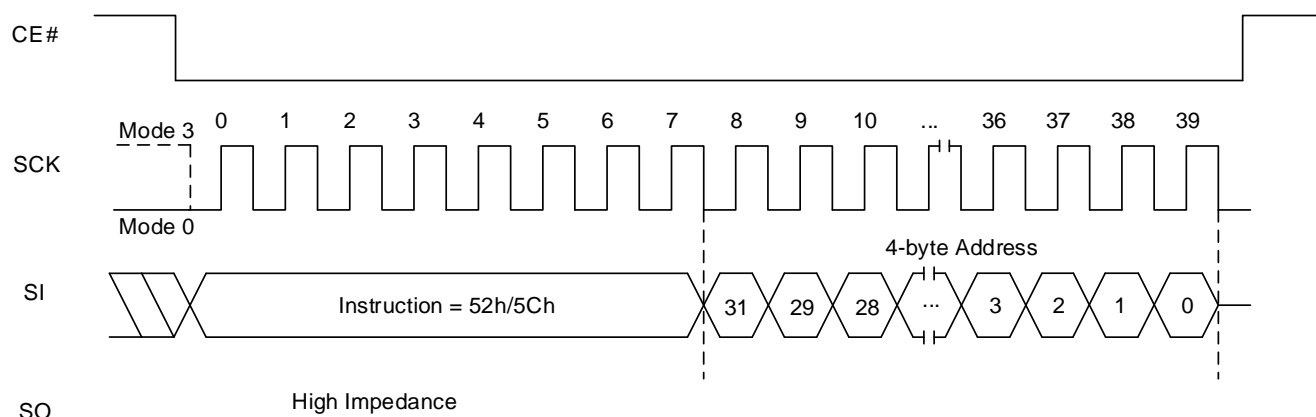 CE#
0 1 2 3 4 5 6 7 8 9 10 ... 36 37 38 39
Mode 3
SCK
Mode 0
4-byte Address
SI
Instruction = 52h/5Ch 31 29 28 ... 3 2 1 0
High Impedance
SO